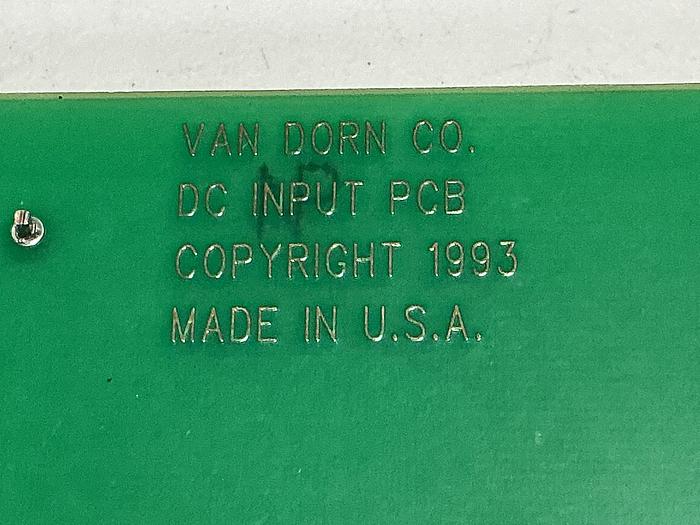 VAN DORN CO.
DC INPUT PCB
COPYRIGHT 1993
MADE IN U.S.A.